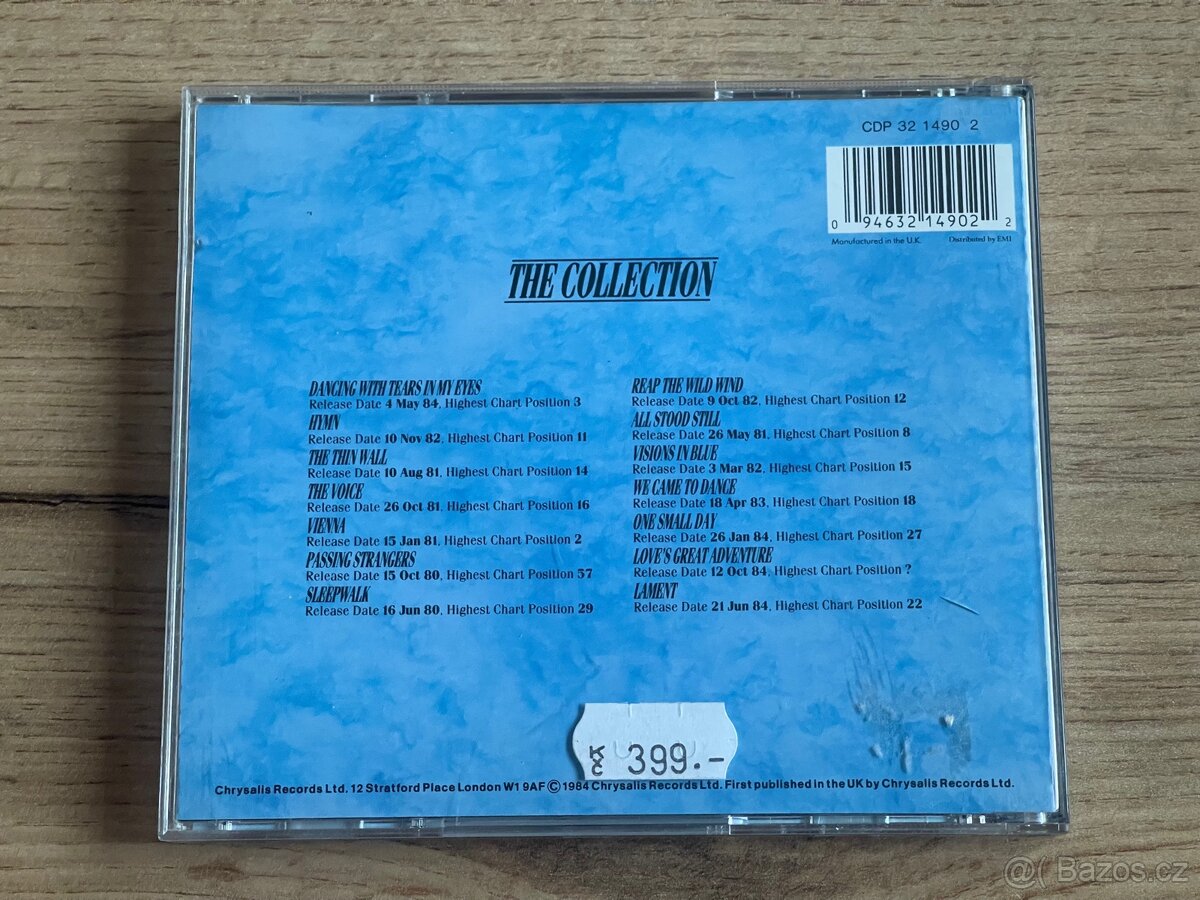 CDP 32 1490 2
0 94632 14902 2
Manufactured in the U.K. Distributed by EMI
THE COLLECTION
DANCING WITH TEARS IN MY EYES
Release Date 4 May 84, Highest Chart Position 3
HYMN
Release Date 10 Nov 82, Highest Chart Position 11
THE THIN WALL
Release Date 10 Aug 81, Highest Chart Position 14
THE VOICE
Release Date 26 Oct 81, Highest Chart Position 16
VIENNA
Release Date 15 Jan 81, Highest Chart Position 2
PASSING STRANGERS
Release Date 15 Oct 80, Highest Chart Position 57
SLEEPWALK
Release Date 16 Jun 80, Highest Chart Position 29
REAP THE WILD WIND
Release Date 9 Oct 82, Highest Chart Position 12
ALL STOOD STILL
Release Date 26 May 81, Highest Chart Position 8
VISIONS IN BLUE
Release Date 3 Mar 82, Highest Chart Position 15
WE CAME TO DANCE
Release Date 18 Apr 83, Highest Chart Position 18
ONE SMALL DAY
Release Date 26 Jan 84, Highest Chart Position 27
LOVE'S GREAT ADVENTURE
Release Date 12 Oct 84, Highest Chart Position ?
LAMENT
Release Date 21 Jun 84, Highest Chart Position 22
Kč 399.-
Chrysalis Records Ltd. 12 Stratford Place London W1 9AF © 1984 Chrysalis Records Ltd. First published in the UK by Chrysalis Records Ltd.
@( Bazos.cz